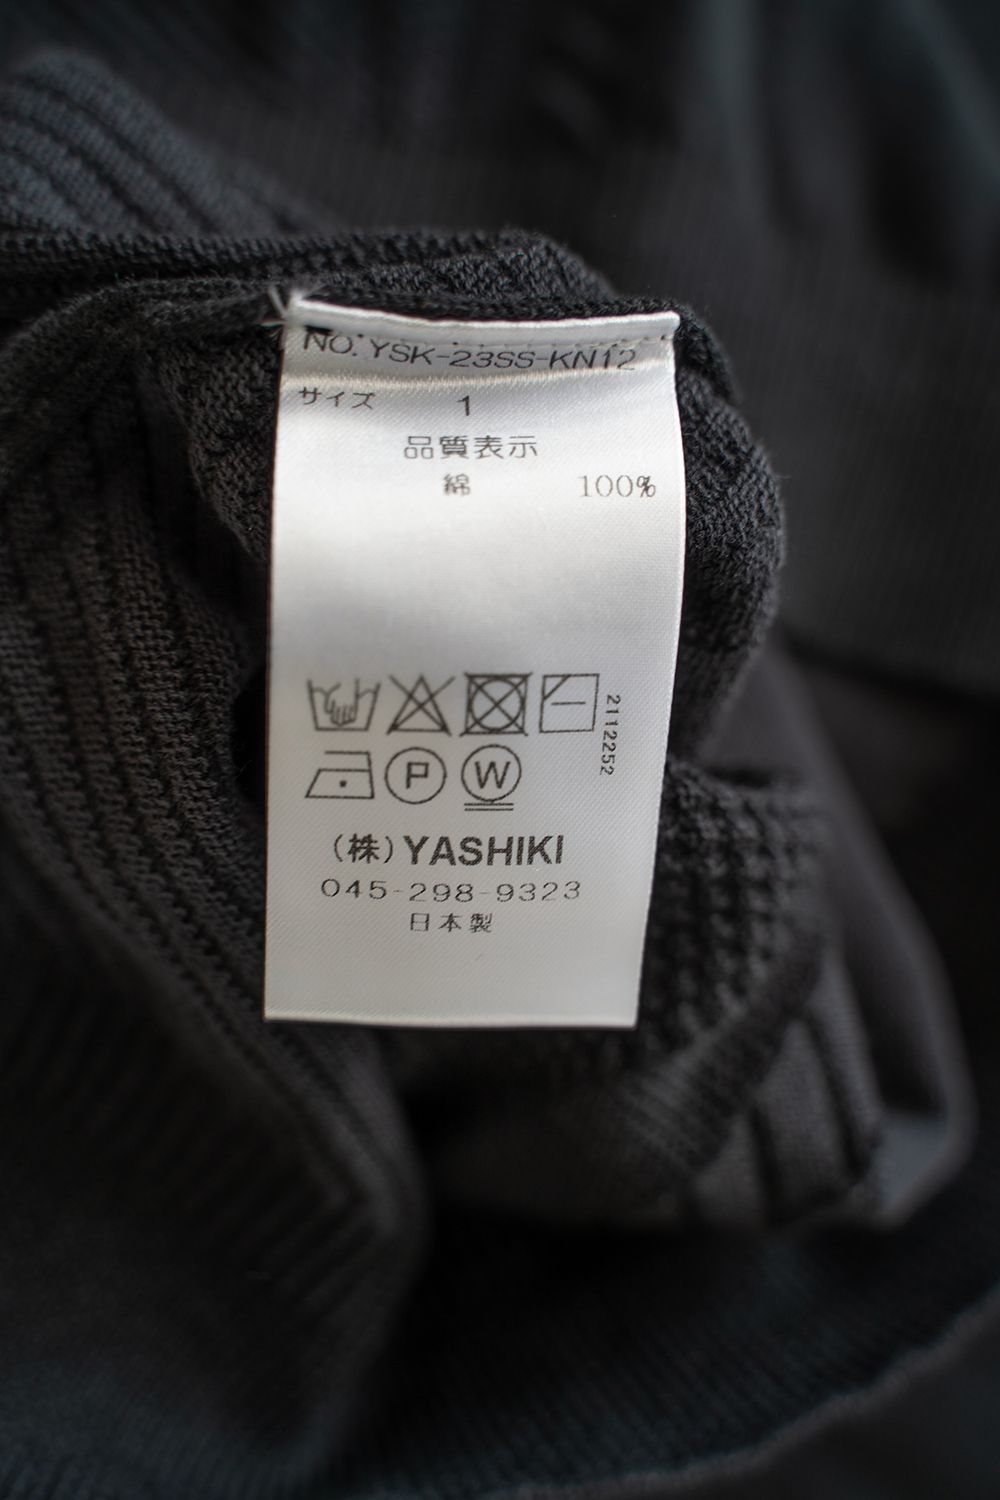 NO. YSK-23SS-KN12
サイズ 1
品質表示
綿 100%
2112252
P W
(株) YASHIKI
045-298-9323
日本製